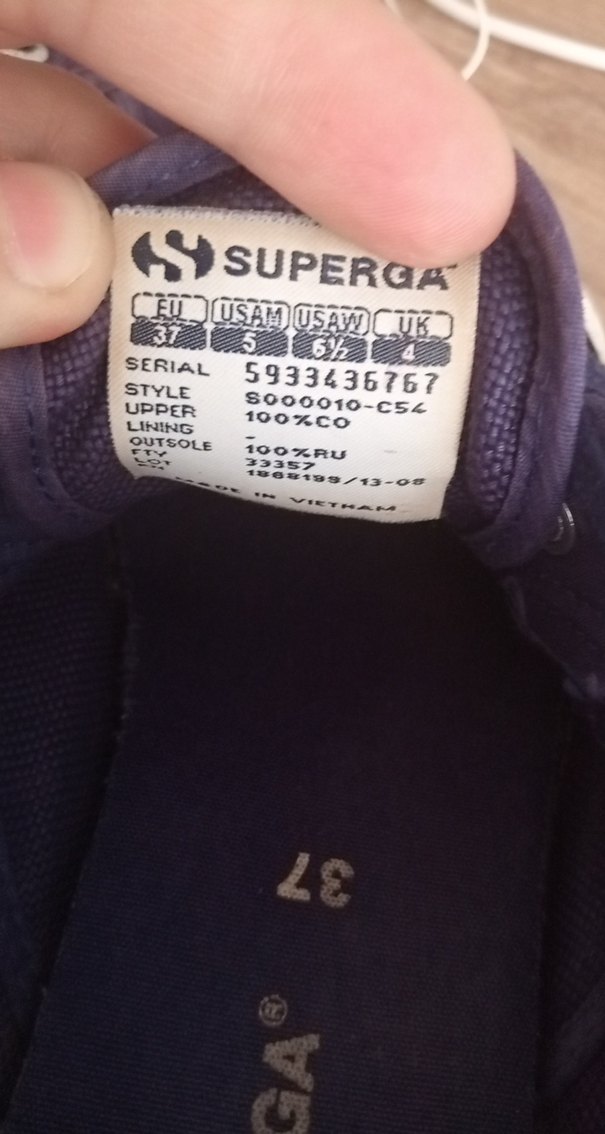 SUPERGA
EU USAM USAW UK
37 5 6½ 4
SERIAL 5933436767
STYLE S000010-C54
UPPER 100%CO
LINING -
OUTSOLE 100%RU
FTY 33357
LOT 1868199/13-08
MADE IN VIETNAM
37
GA®